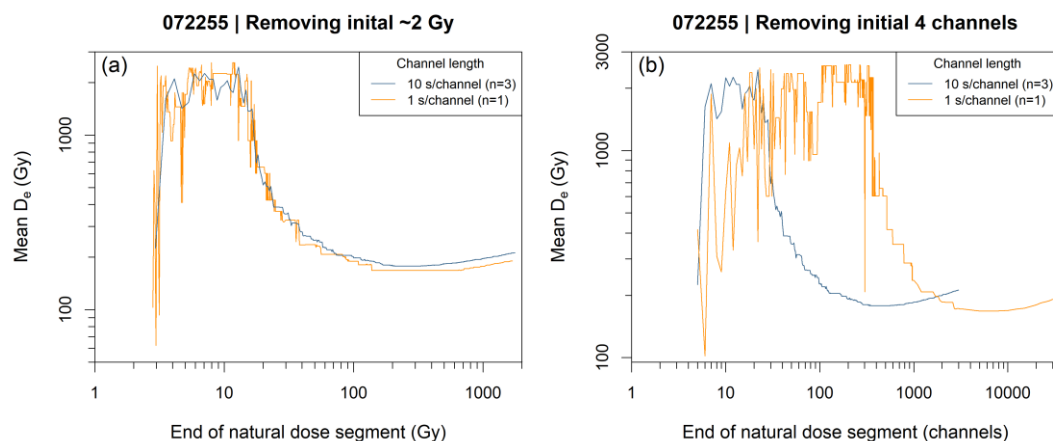 072255 | Removing inital ~2 Gy
(a)
Channel length
10 s/channel (n=3)
1 s/channel (n=1)
Mean De (Gy)
1000
100
1
10
100
1000
End of natural dose segment (Gy)
072255 | Removing initial 4 channels
(b)
Channel length
10 s/channel (n=3)
1 s/channel (n=1)
Mean De (Gy)
3000
1000
100
1
10
100
1000
10000
End of natural dose segment (channels)